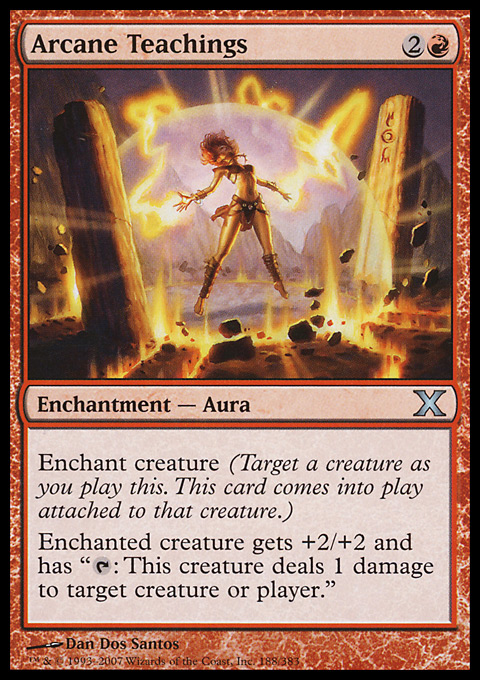 Arcane Teachings 2
Enchantment — Aura X
Enchant creature (Target a creature as
you play this. This card comes into play
attached to that creature.)
Enchanted creature gets +2/+2 and
has “: This creature deals 1 damage
to target creature or player.”
Dan Dos Santos
™ & © 1993–2007 Wizards of the Coast, Inc. 188/383